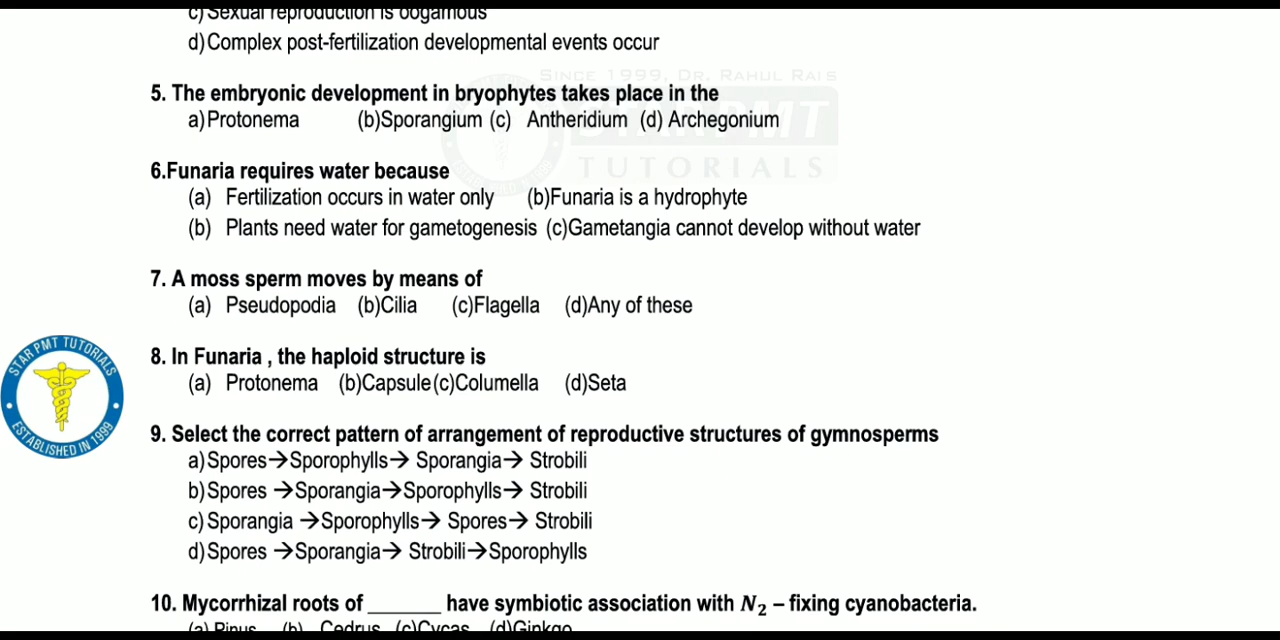 c) Sexual reproduction is oogamous
d) Complex post-fertilization developmental events occur
SINCE 1999, DR. RAHUL RAI S
5. The embryonic development in bryophytes takes place in the
a) Protonema (b)Sporangium (c) Antheridium (d) Archegonium
STAR PMT
TUTORIALS
6.Funaria requires water because
(a) Fertilization occurs in water only (b)Funaria is a hydrophyte
(b) Plants need water for gametogenesis (c)Gametangia cannot develop without water
7. A moss sperm moves by means of
(a) Pseudopodia (b)Cilia (c)Flagella (d)Any of these
STAR PMT TUTORIALS
ESTABLISHED IN 1999
8. In Funaria , the haploid structure is
(a) Protonema (b)Capsule (c)Columella (d)Seta
9. Select the correct pattern of arrangement of reproductive structures of gymnosperms
a) Spores→Sporophylls→ Sporangia→ Strobili
b) Spores →Sporangia→Sporophylls→ Strobili
c) Sporangia →Sporophylls→ Spores→ Strobili
d) Spores →Sporangia→ Strobili→Sporophylls
10. Mycorrhizal roots of _______ have symbiotic association with N₂ – fixing cyanobacteria.
(a) Pinus (b) Cedrus (c)Cycas (d)Ginkgo